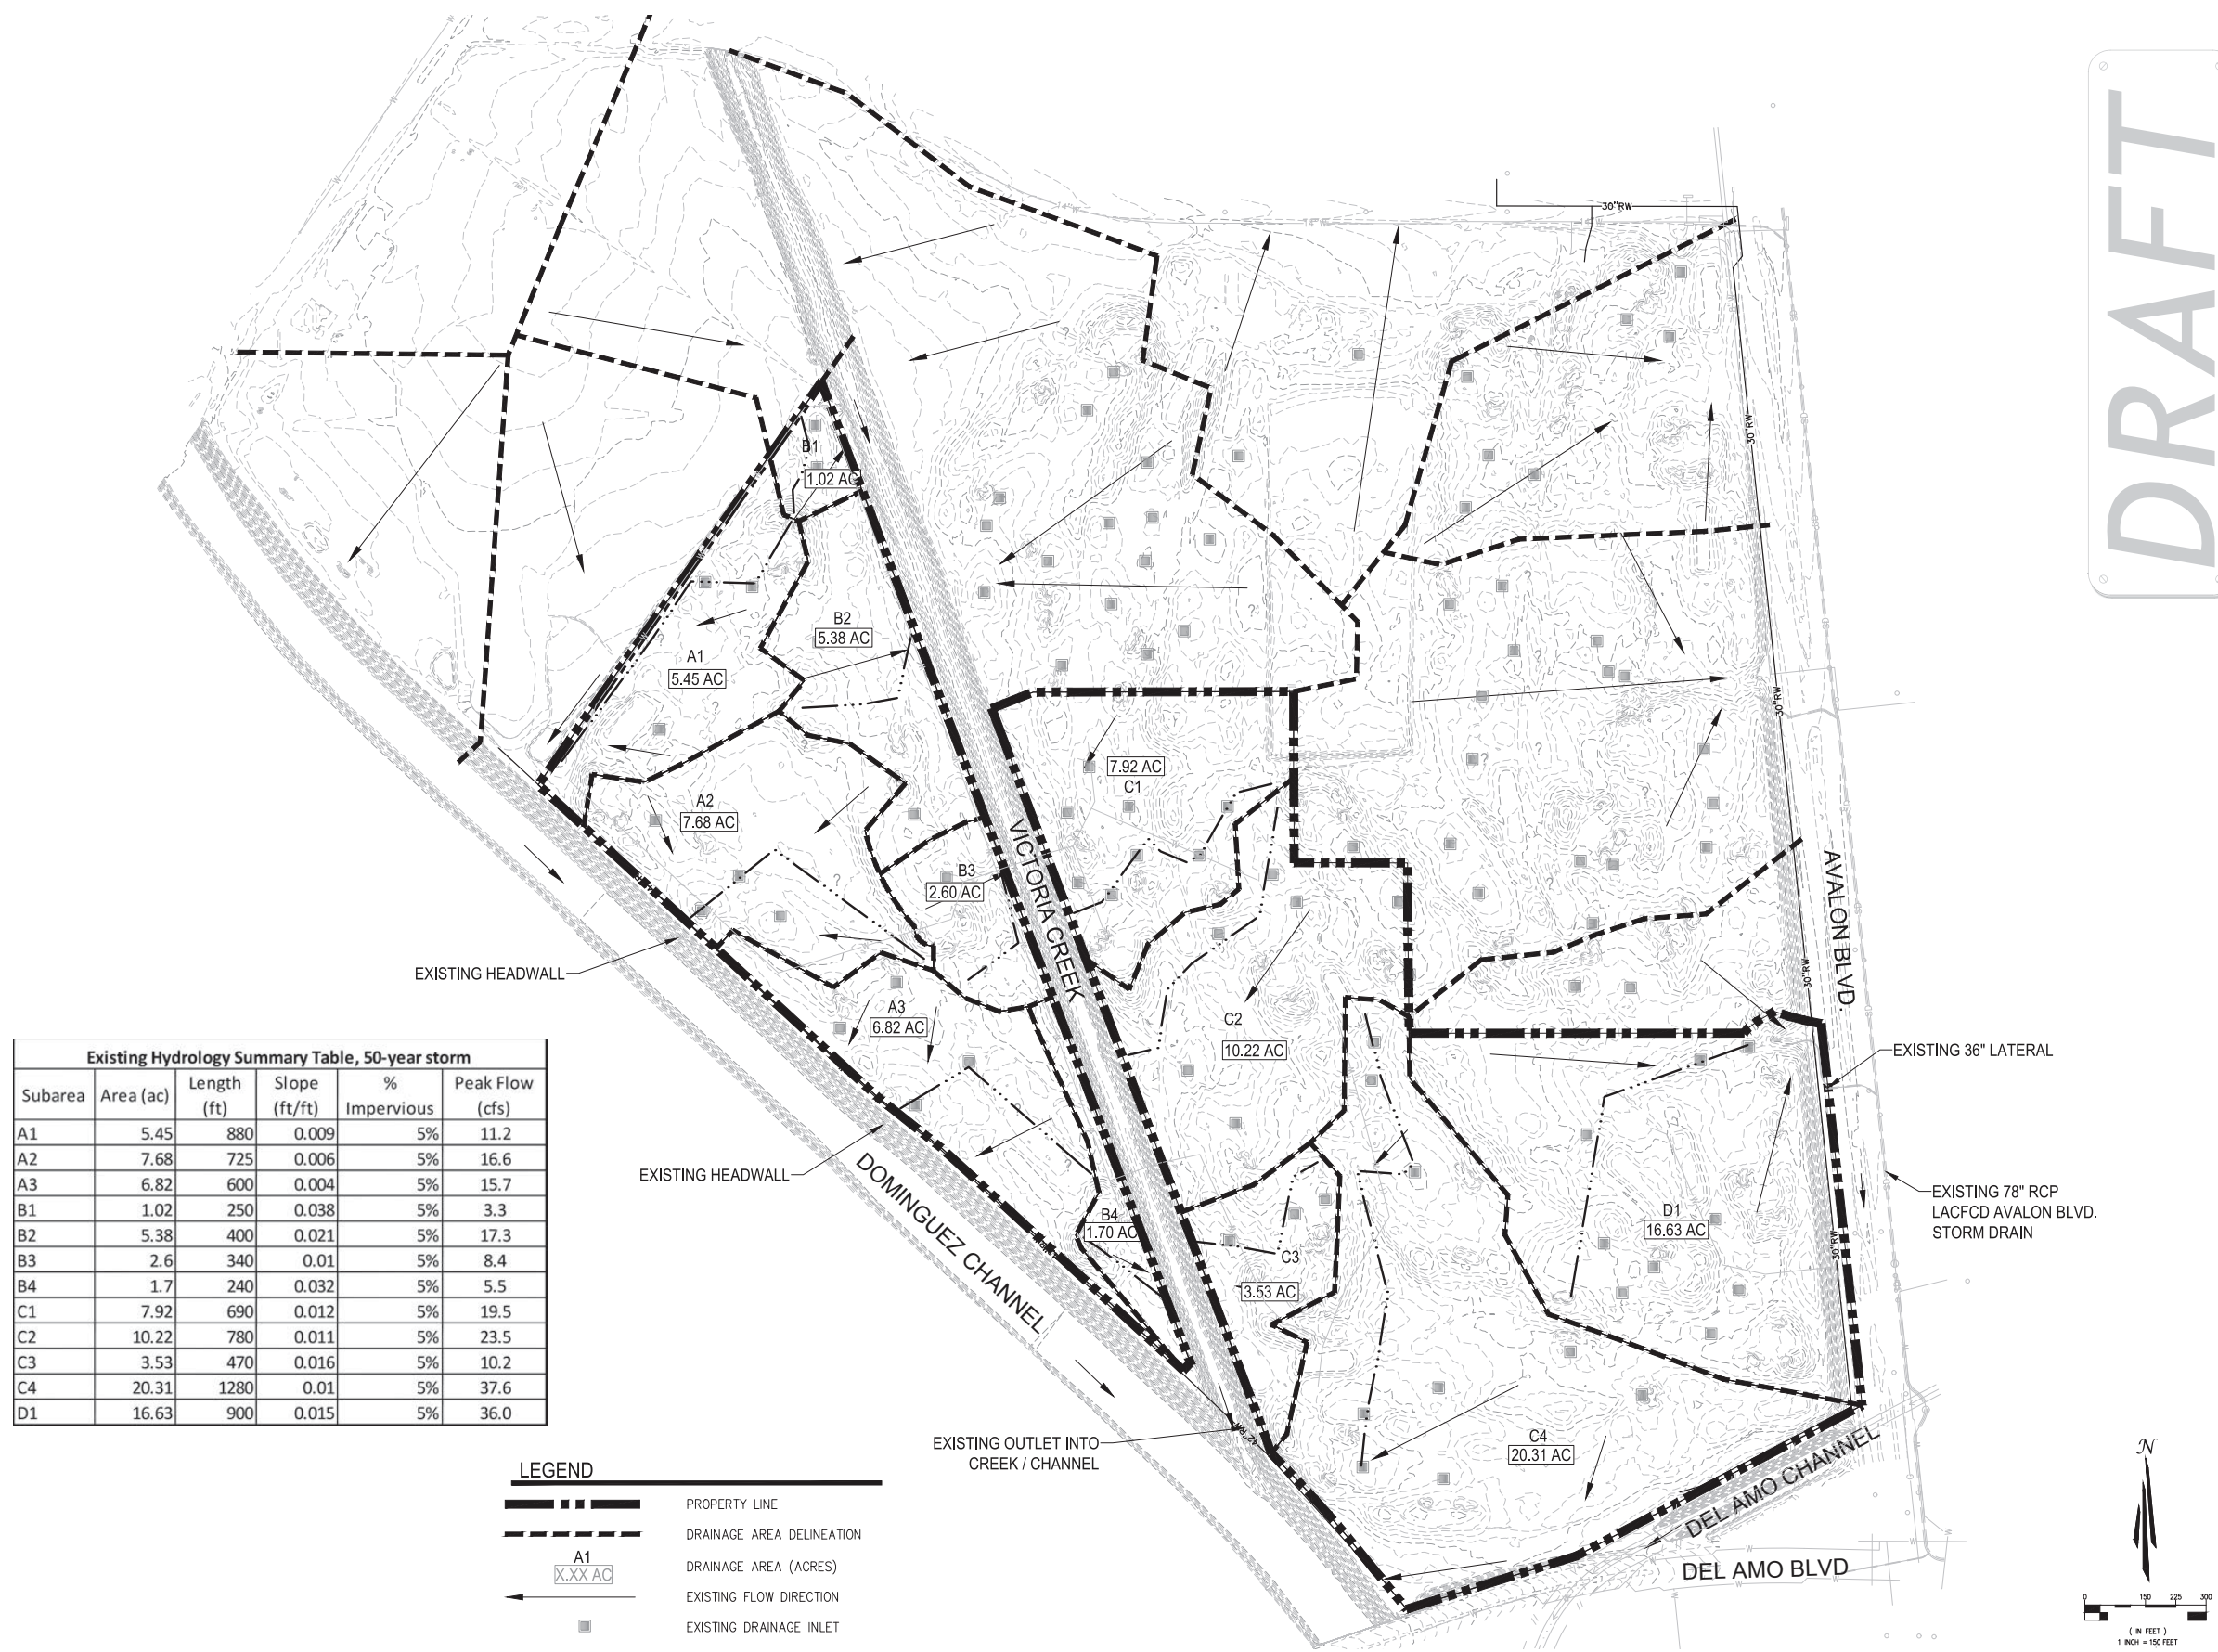 DRAFT
30"RW
30"RW
B1
1.02 AC
B2
5.38 AC
A1
5.45 AC
30"RW
7.92 AC
C1
A2
7.68 AC
VICTORIA CREEK
B3
2.60 AC
AVALON BLVD.
EXISTING HEADWALL
30"RW
A3
6.82 AC
C2
10.22 AC
EXISTING 36" LATERAL
Existing Hydrology Summary Table, 50-year storm
Subarea Area (ac) Length (ft) Slope (ft/ft) % Impervious Peak Flow (cfs)
A1 5.45 880 0.009 5% 11.2
A2 7.68 725 0.006 5% 16.6
A3 6.82 600 0.004 5% 15.7
B1 1.02 250 0.038 5% 3.3
B2 5.38 400 0.021 5% 17.3
B3 2.6 340 0.01 5% 8.4
B4 1.7 240 0.032 5% 5.5
C1 7.92 690 0.012 5% 19.5
C2 10.22 780 0.011 5% 23.5
C3 3.53 470 0.016 5% 10.2
C4 20.31 1280 0.01 5% 37.6
D1 16.63 900 0.015 5% 36.0
EXISTING HEADWALL
DOMINGUEZ CHANNEL
B4
1.70 AC
C3
3.53 AC
D1
16.63 AC
30"RW
EXISTING 78" RCP
LACFCD AVALON BLVD.
STORM DRAIN
42"RW
EXISTING OUTLET INTO
CREEK / CHANNEL
C4
20.31 AC
DEL AMO CHANNEL
DEL AMO BLVD
LEGEND
PROPERTY LINE
DRAINAGE AREA DELINEATION
A1
X.XX AC
DRAINAGE AREA (ACRES)
EXISTING FLOW DIRECTION
EXISTING DRAINAGE INLET
N
0 150 225 300
( IN FEET )
1 INCH = 150 FEET